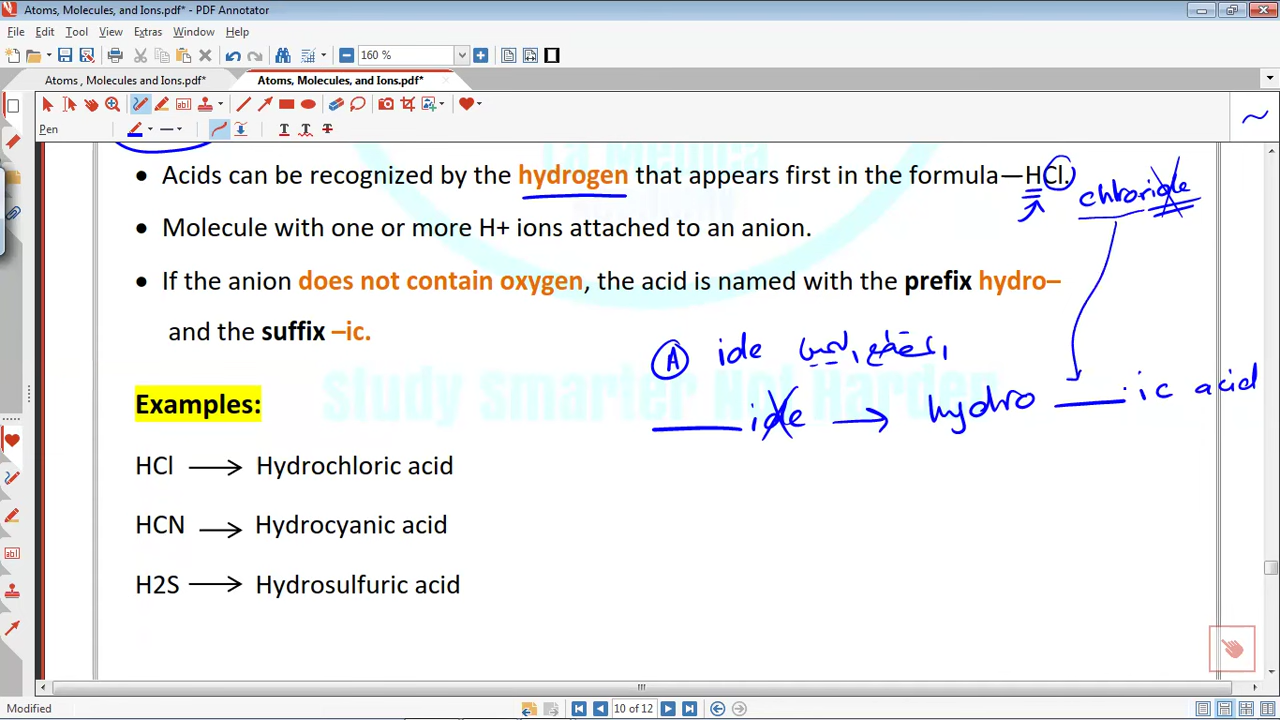 Atoms, Molecules, and Ions.pdf* - PDF Annotator
File Edit Tool View Extras Window Help
160 %
Atoms , Molecules and Ions.pdf* Atoms, Molecules, and Ions.pdf*
Pen
• Acids can be recognized by the hydrogen that appears first in the formula—HCl.
chloride
• Molecule with one or more H+ ions attached to an anion.
• If the anion does not contain oxygen, the acid is named with the prefix hydro–
and the suffix –ic.
A ide
study smarter not Harder
ide → hydro ic acid
Examples:
HCl → Hydrochloric acid
HCN → Hydrocyanic acid
H2S → Hydrosulfuric acid
Modified 10 of 12